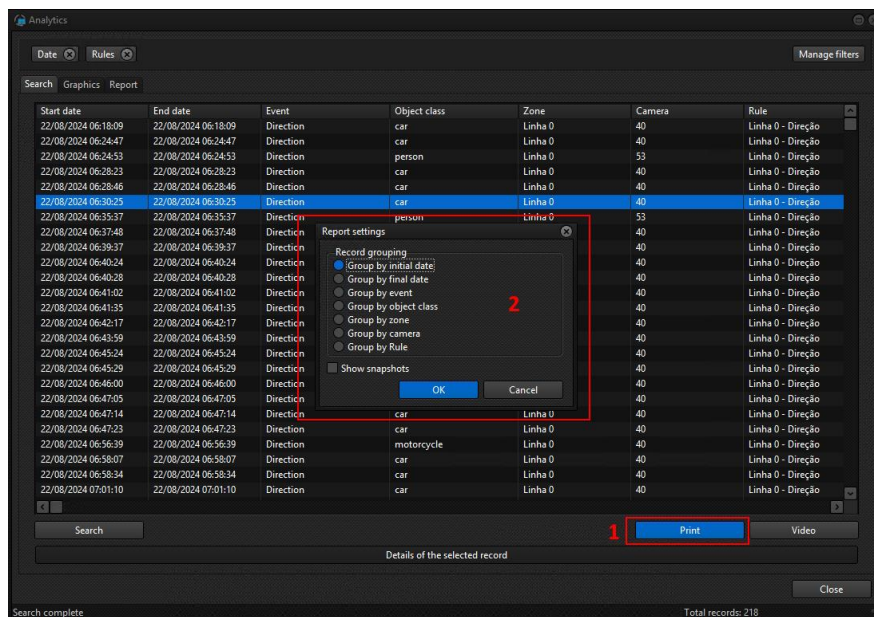 Analytics
Date Rules Manage filters
Search Graphics Report
Start date End date Event Object class Zone Camera Rule
22/08/2024 06:18:09 22/08/2024 06:18:09 Direction car Linha 0 40 Linha 0 - Direção
22/08/2024 06:24:47 22/08/2024 06:24:47 Direction car Linha 0 40 Linha 0 - Direção
22/08/2024 06:24:53 22/08/2024 06:24:53 Direction person Linha 0 53 Linha 0 - Direção
22/08/2024 06:28:23 22/08/2024 06:28:23 Direction car Linha 0 40 Linha 0 - Direção
22/08/2024 06:28:46 22/08/2024 06:28:46 Direction car Linha 0 40 Linha 0 - Direção
22/08/2024 06:30:25 22/08/2024 06:30:25 Direction car Linha 0 40 Linha 0 - Direção
22/08/2024 06:35:37 22/08/2024 06:35:37 Direction person Linha 0 53 Linha 0 - Direção
22/08/2024 06:37:48 22/08/2024 06:37:48 Direction 40 Linha 0 - Direção
22/08/2024 06:39:37 22/08/2024 06:39:37 Direction 40 Linha 0 - Direção
22/08/2024 06:40:24 22/08/2024 06:40:24 Direction 40 Linha 0 - Direção
22/08/2024 06:40:28 22/08/2024 06:40:28 Direction 40 Linha 0 - Direção
22/08/2024 06:41:02 22/08/2024 06:41:02 Direction 40 Linha 0 - Direção
22/08/2024 06:41:35 22/08/2024 06:41:35 Direction 40 Linha 0 - Direção
22/08/2024 06:42:17 22/08/2024 06:42:17 Direction 40 Linha 0 - Direção
22/08/2024 06:43:59 22/08/2024 06:43:59 Direction 40 Linha 0 - Direção
22/08/2024 06:45:24 22/08/2024 06:45:24 Direction 40 Linha 0 - Direção
22/08/2024 06:45:29 22/08/2024 06:45:29 Direction 40 Linha 0 - Direção
22/08/2024 06:46:00 22/08/2024 06:46:00 Direction 40 Linha 0 - Direção
22/08/2024 06:47:05 22/08/2024 06:47:05 Direction 40 Linha 0 - Direção
22/08/2024 06:47:14 22/08/2024 06:47:14 Direction car Linha 0 40 Linha 0 - Direção
22/08/2024 06:47:23 22/08/2024 06:47:23 Direction car Linha 0 40 Linha 0 - Direção
22/08/2024 06:56:39 22/08/2024 06:56:39 Direction motorcycle Linha 0 40 Linha 0 - Direção
22/08/2024 06:58:07 22/08/2024 06:58:07 Direction car Linha 0 40 Linha 0 - Direção
22/08/2024 06:58:34 22/08/2024 06:58:34 Direction car Linha 0 40 Linha 0 - Direção
22/08/2024 07:01:10 22/08/2024 07:01:10 Direction car Linha 0 40 Linha 0 - Direção
Report settings
Record grouping
Group by initial date
Group by final date
Group by event
Group by object class
Group by zone
Group by camera
Group by Rule
2
Show snapshots
OK Cancel
Search 1 Print Video
Details of the selected record
Close
Search complete Total records: 218